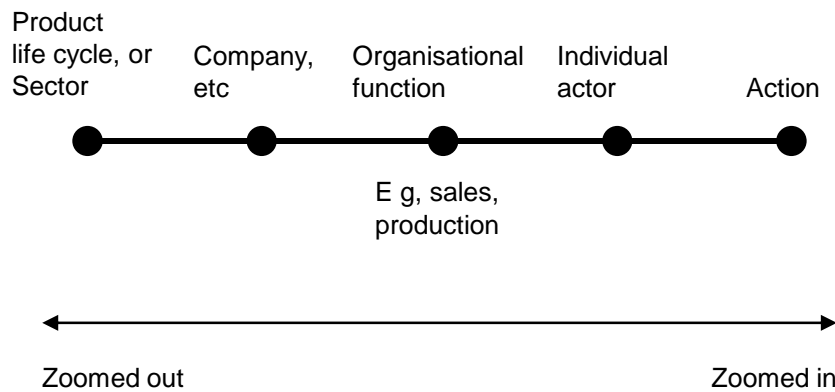 Product
life cycle, or
Sector
Company,
etc
Organisational
function
Individual
actor
Action
E g, sales,
production
Zoomed out
Zoomed in